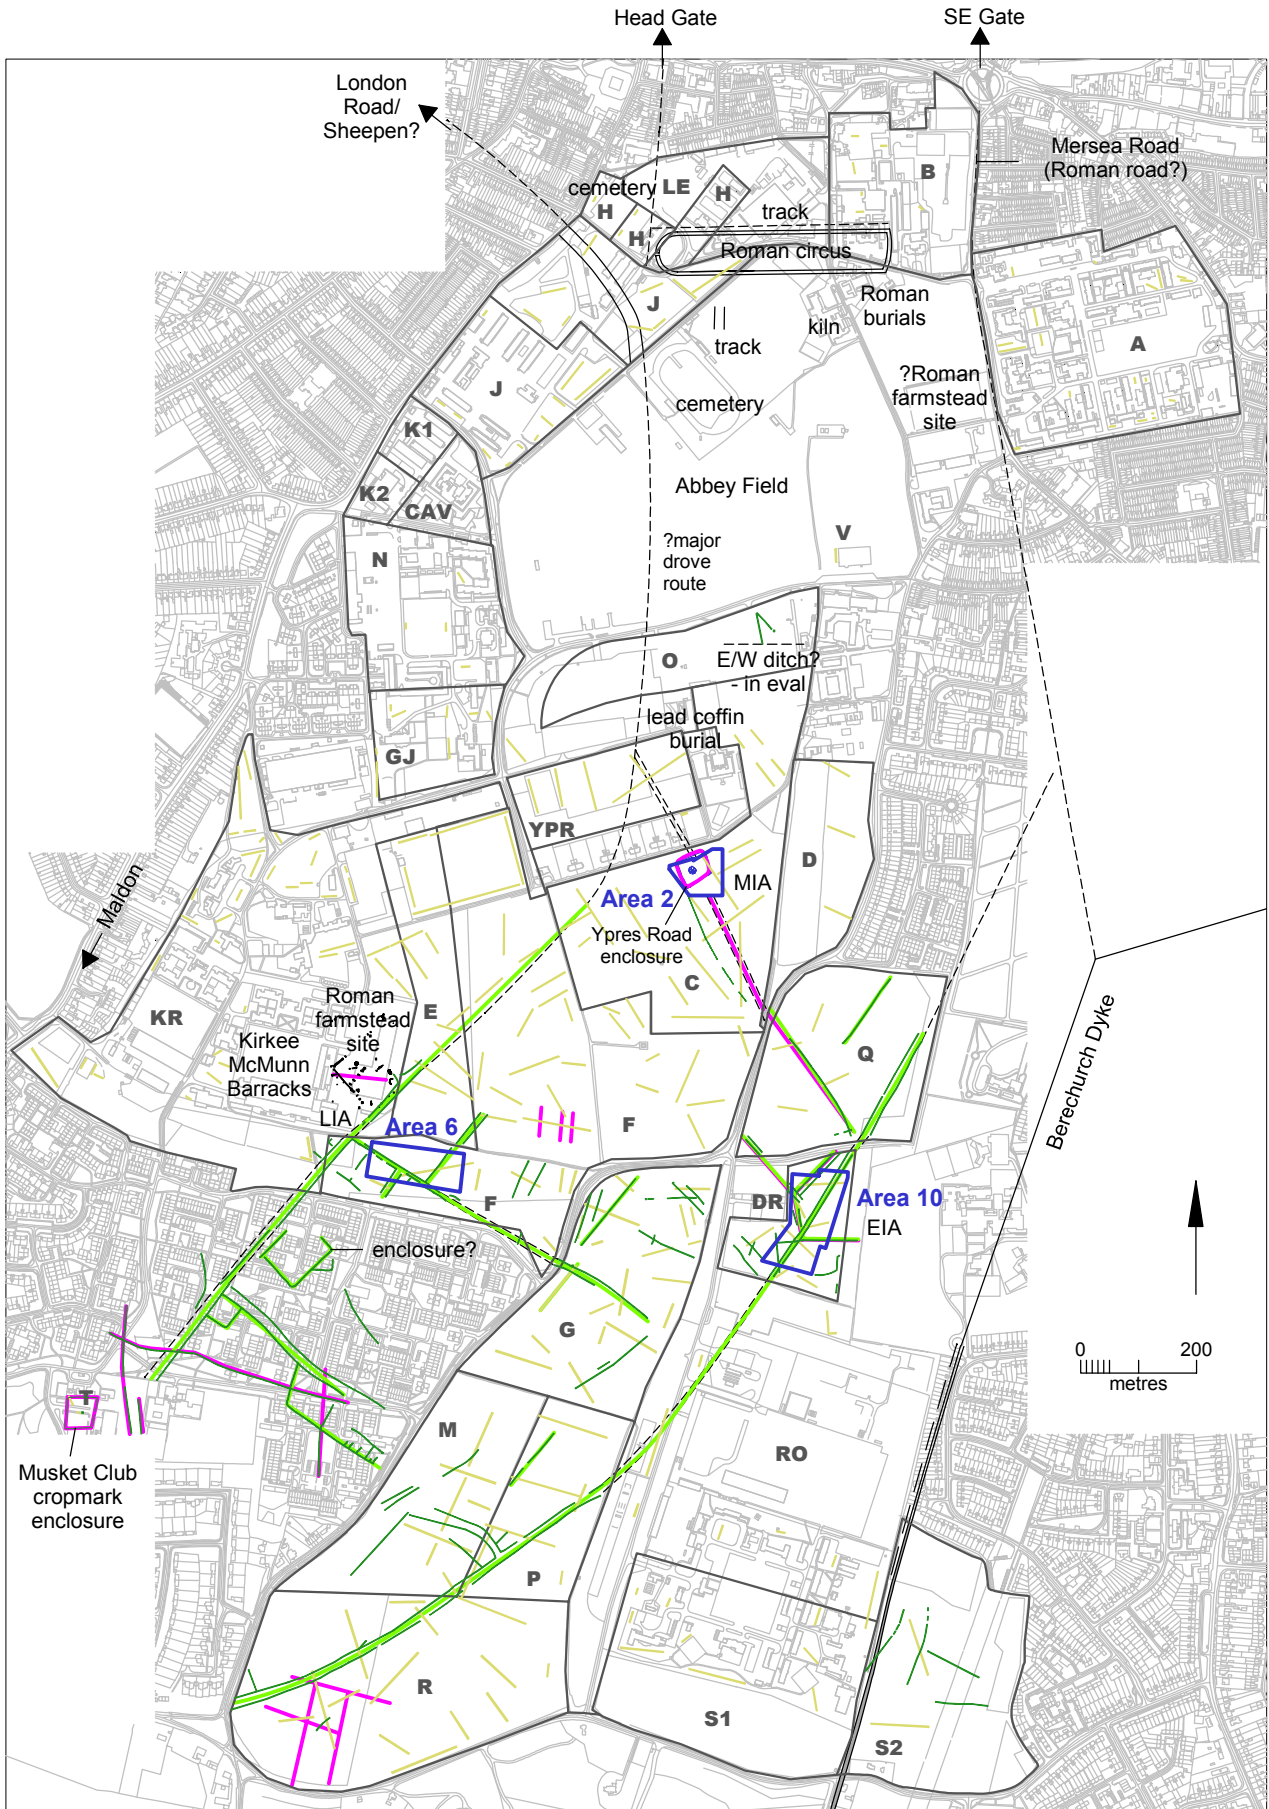 Head Gate
SE Gate
London
Road/
Sheepen?
Mersea Road
(Roman road?)
B
cemetery
LE
H
H
H
track
Roman circus
J
Roman
burials
kiln
track
A
?Roman
farmstead
site
J
cemetery
K1
K2
CAV
Abbey Field
V
N
?major
drove
route
O
E/W ditch?
- in eval
lead coffin
burial
GJ
YPR
D
MIA
Area 2
Ypres Road
enclosure
Maldon
C
KR
Roman
farmstead
site
E
Kirkee
McMunn
Barracks
Q
Berechurch Dyke
LIA
Area 6
F
F
DR
Area 10
EIA
enclosure?
G
0
200
metres
T
M
RO
Musket Club
cropmark
enclosure
P
R
S1
S2